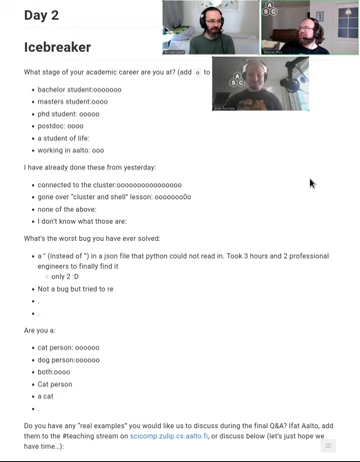 Day 2
Icebreaker
What stage of your academic career are you at? (add o to
bachelor student:ooooooo
masters student:oooo
phd student: ooooo
postdoc: oooo
a student of life:
working in aalto: ooo
I have already done these from yesterday:
connected to the cluster:oooooooooooooooo
gone over "cluster and shell" lesson: ooooooo0o
none of the above:
I don't know what those are:
What's the worst bug you have ever solved:
a " (instead of ") in a json file that python could not read in. Took 3 hours and 2 professional
engineers to finally find it
only 2 :D
Not a bug but tried to re
.
.
Are you a:
cat person: oooooo
dog person:oooooo
both:oooo
Cat person
a cat
.
Do you have any "real examples" you would like us to discuss during the final Q&A? Ifat Aalto, add
them to the #teaching stream on scicomp.zulip.cs.aalto.fi, or discuss below (let's just hope we
have time...):